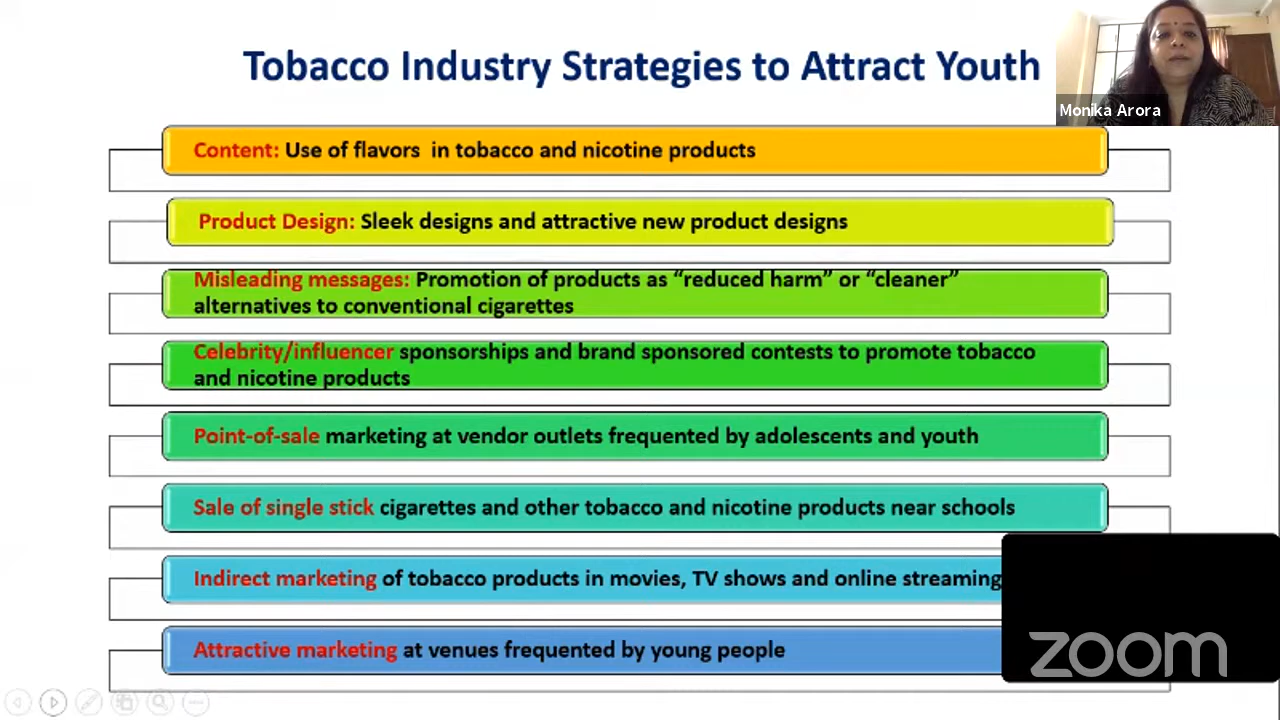 Tobacco Industry Strategies to Attract Youth
Monika Arora
Content: Use of flavors in tobacco and nicotine products
Product Design: Sleek designs and attractive new product designs
Misleading messages: Promotion of products as “reduced harm” or “cleaner”
alternatives to conventional cigarettes
Celebrity/influencer sponsorships and brand sponsored contests to promote tobacco
and nicotine products
Point-of-sale marketing at vendor outlets frequented by adolescents and youth
Sale of single stick cigarettes and other tobacco and nicotine products near schools
Indirect marketing of tobacco products in movies, TV shows and online streaming
Attractive marketing at venues frequented by young people
zoom